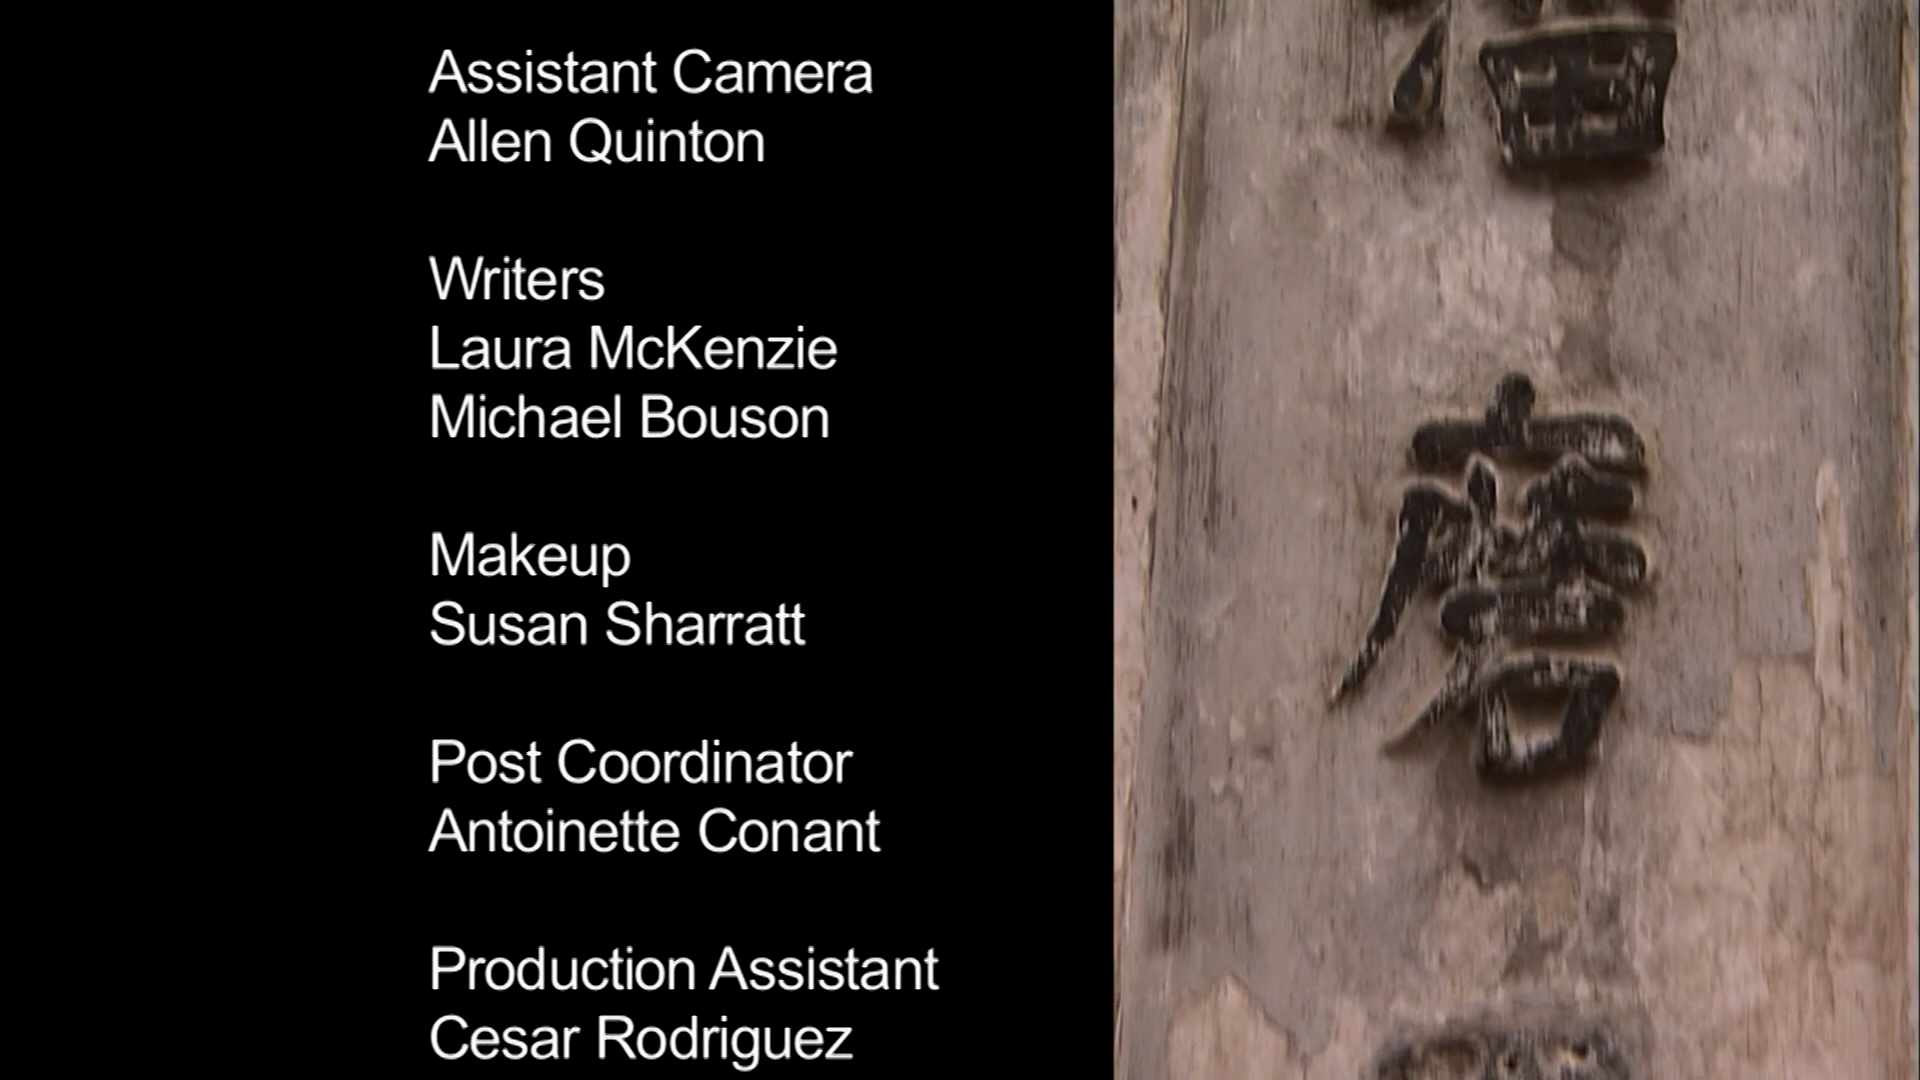 Assistant Camera
Allen Quinton
Writers
Laura McKenzie
Michael Bouson
Makeup
Susan Sharratt
Post Coordinator
Antoinette Conant
Production Assistant
Cesar Rodriguez